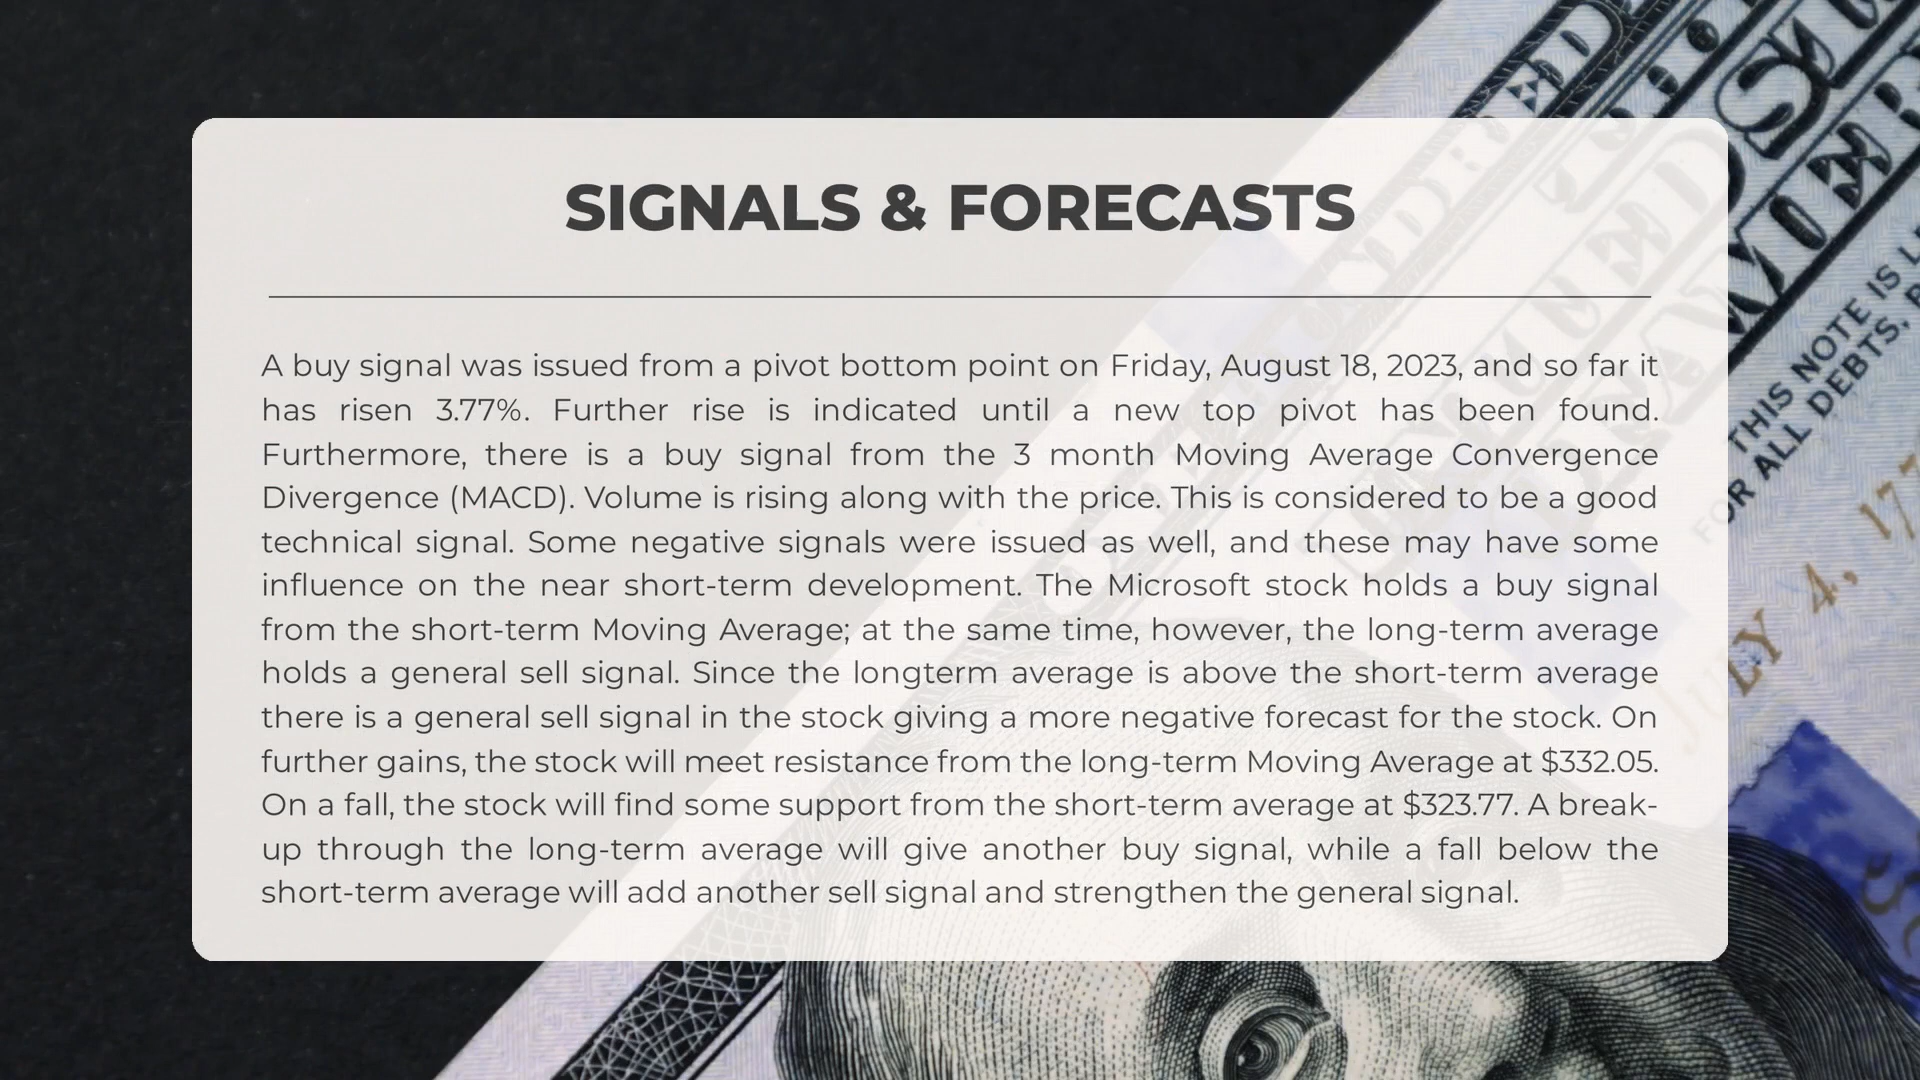 SIGNALS & FORECASTS
A buy signal was issued from a pivot bottom point on Friday, August 18, 2023, and so far it
has risen 3.77%. Further rise is indicated until a new top pivot has been found.
Furthermore, there is a buy signal from the 3 month Moving Average Convergence
Divergence (MACD). Volume is rising along with the price. This is considered to be a good
technical signal. Some negative signals were issued as well, and these may have some
influence on the near short-term development. The Microsoft stock holds a buy signal
from the short-term Moving Average; at the same time, however, the long-term average
holds a general sell signal. Since the longterm average is above the short-term average
there is a general sell signal in the stock giving a more negative forecast for the stock. On
further gains, the stock will meet resistance from the long-term Moving Average at $332.05.
On a fall, the stock will find some support from the short-term average at $323.77. A break-
up through the long-term average will give another buy signal, while a fall below the
short-term average will add another sell signal and strengthen the general signal.
THIS NOTE IS
FOR ALL DEBTS,
JULY 4,